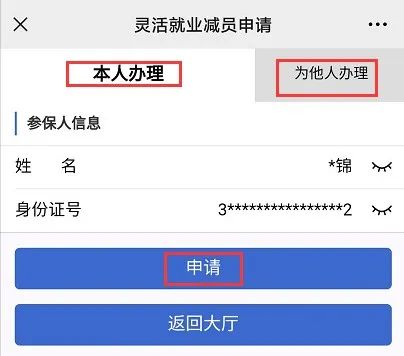 灵活就业减员申请
本人办理 为他人办理
参保人信息
姓 名 *锦
身份证号 3****************2
申请
返回大厅